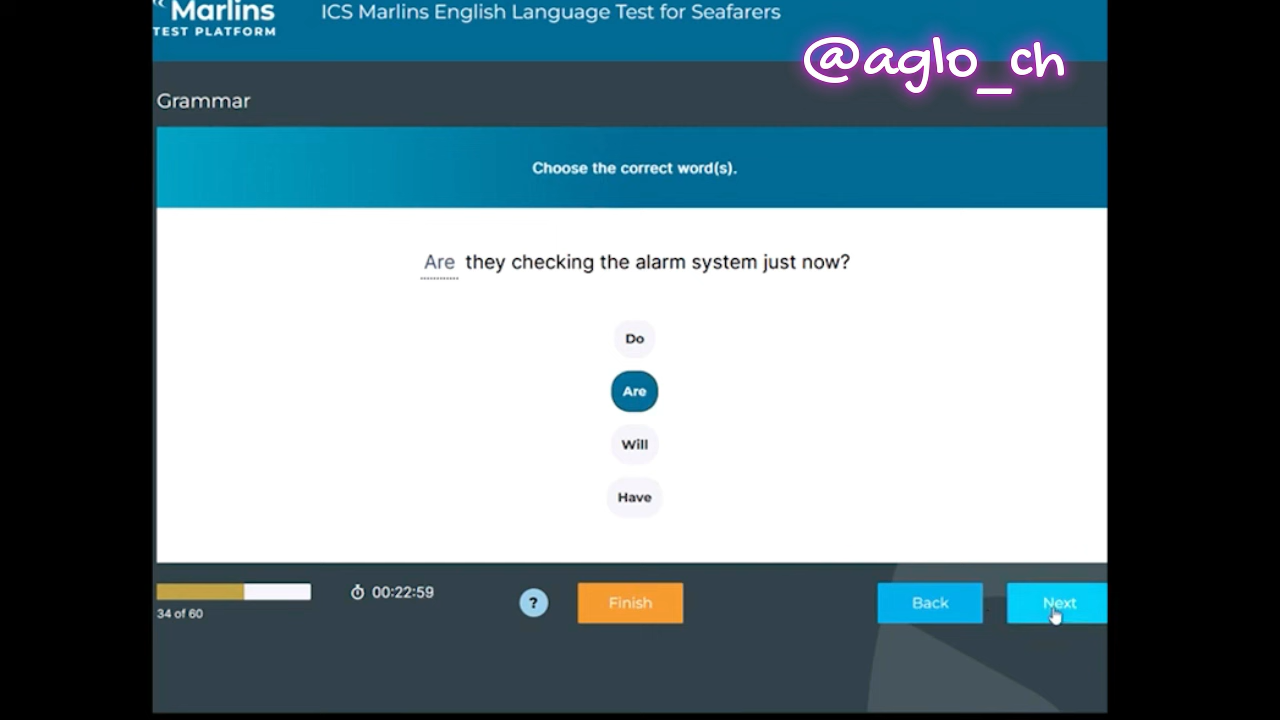 Marlins
TEST PLATFORM
ICS Marlins English Language Test for Seafarers
@aglo_ch
Grammar
Choose the correct word(s).
Are they checking the alarm system just now?
Do
Are
Will
Have
34 of 60
00:22:59
?
Finish
Back
Next